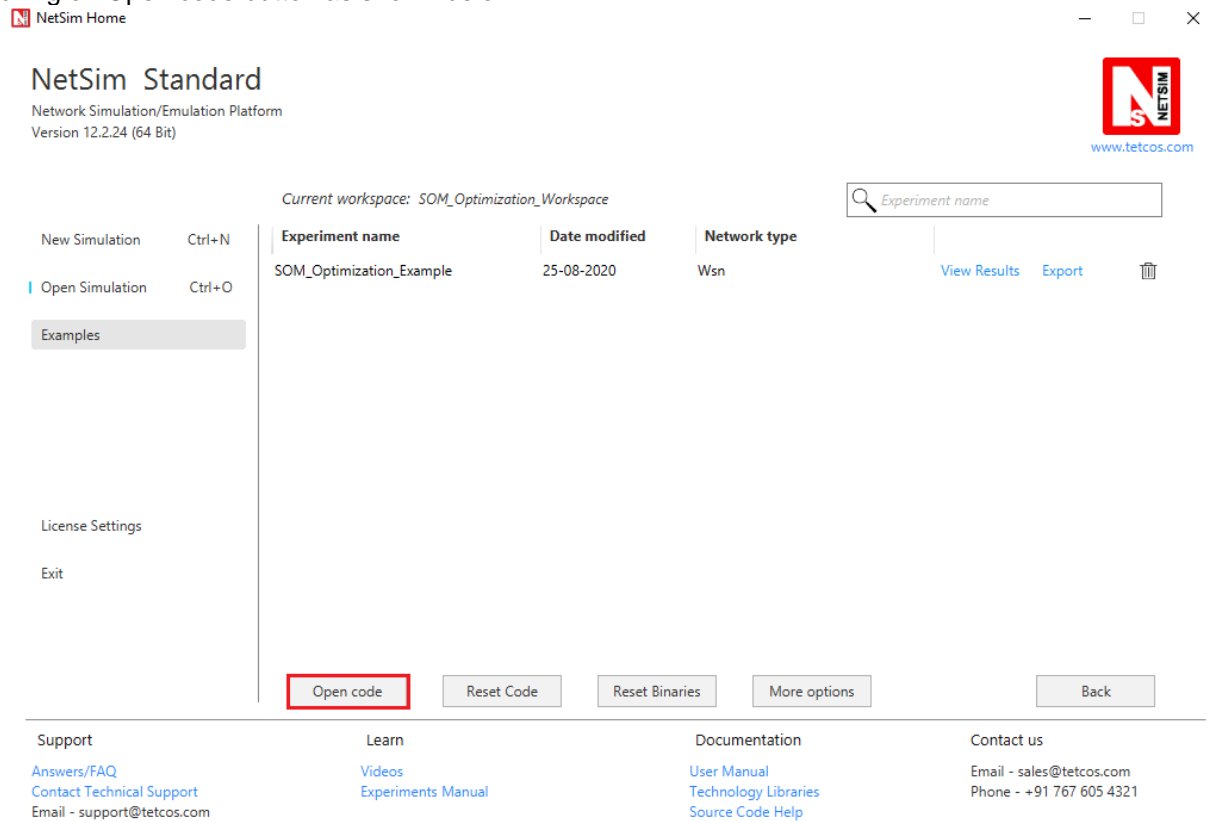 NetSim Home
NetSim Standard
Network Simulation/Emulation Platform
Version 12.2.24 (64 Bit)
NETSIM
www.tetcos.com
Current workspace: SOM_Optimization_Workspace
Experiment name
New Simulation Ctrl+N
Open Simulation Ctrl+O
Examples
License Settings
Exit
Experiment name Date modified Network type
SOM_Optimization_Example 25-08-2020 Wsn View Results Export
Open code Reset Code Reset Binaries More options Back
Support
Answers/FAQ
Contact Technical Support
Email - support@tetcos.com
Learn
Videos
Experiments Manual
Documentation
User Manual
Technology Libraries
Source Code Help
Contact us
Email - sales@tetcos.com
Phone - +91 767 605 4321